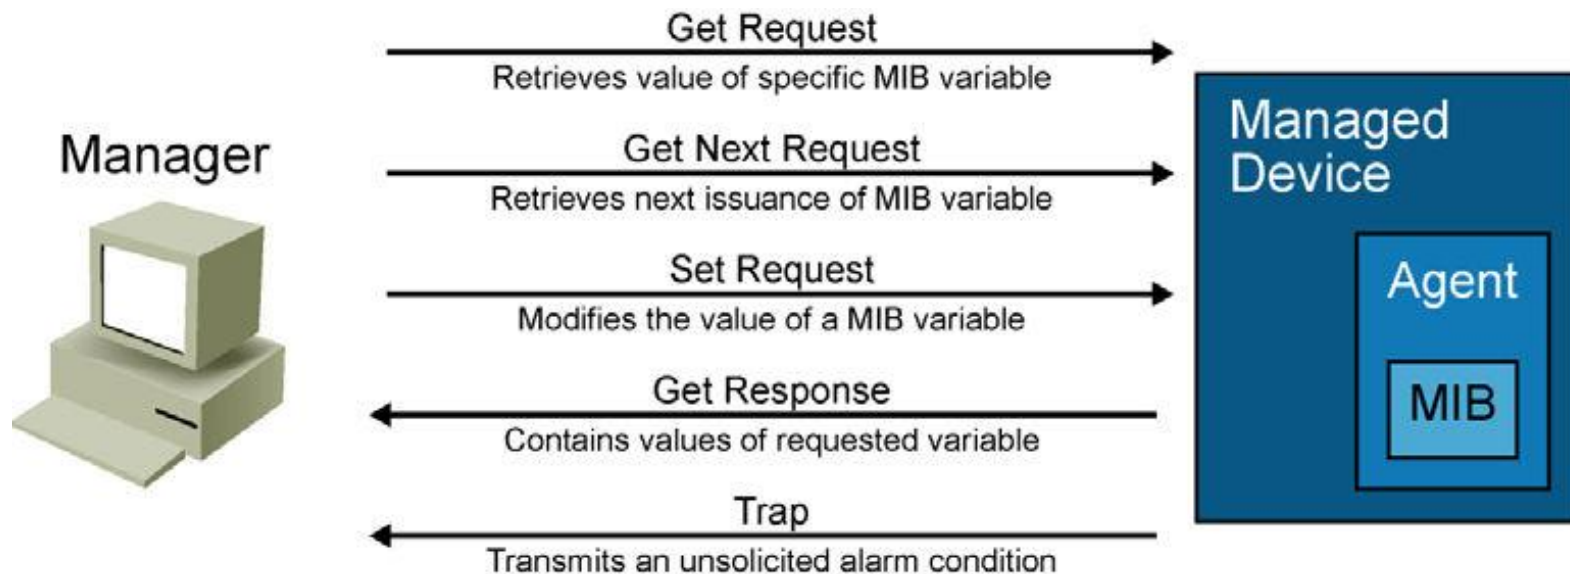 Get Request
Retrieves value of specific MIB variable
Manager
Get Next Request
Retrieves next issuance of MIB variable
Set Request
Modifies the value of a MIB variable
Get Response
Contains values of requested variable
Trap
Transmits an unsolicited alarm condition
Managed
Device
Agent
MIB